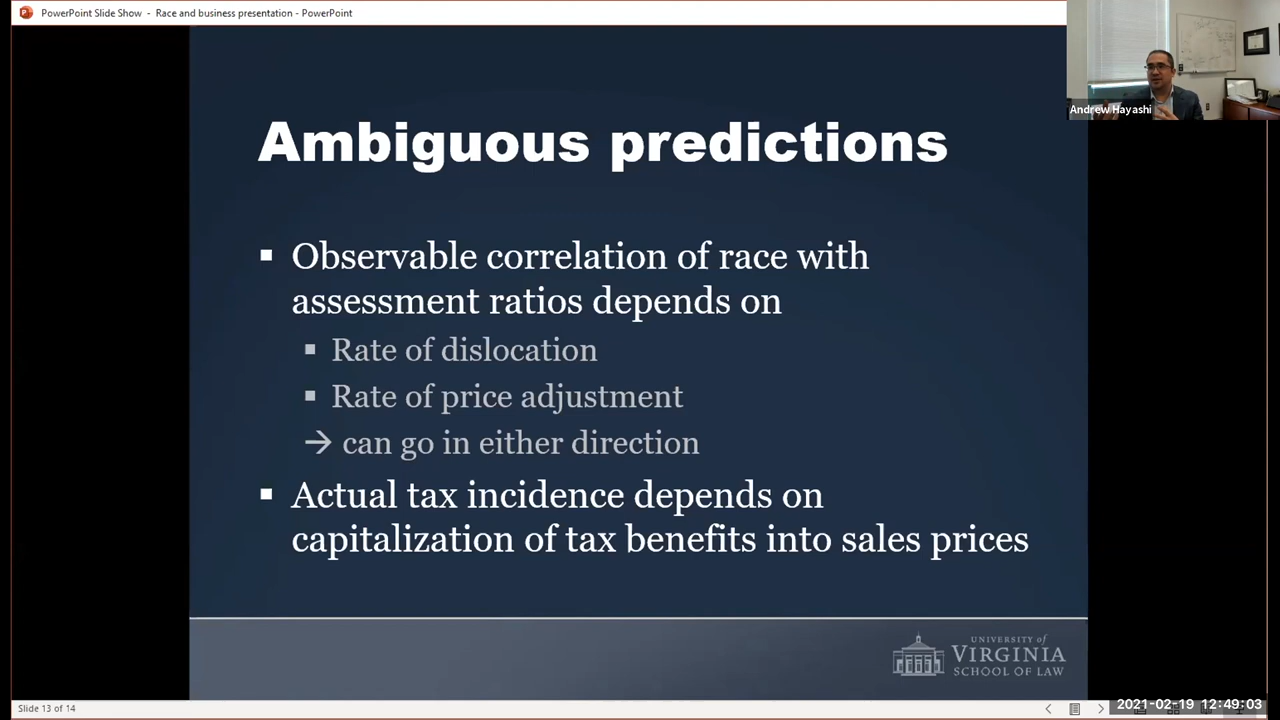 PowerPoint Slide Show - Race and business presentation - PowerPoint
Andrew Hayashi
Ambiguous predictions
▪ Observable correlation of race with
assessment ratios depends on
▪ Rate of dislocation
▪ Rate of price adjustment
→ can go in either direction
▪ Actual tax incidence depends on
capitalization of tax benefits into sales prices
UNIVERSITY of
VIRGINIA
SCHOOL OF LAW
Slide 13 of 14
2021-02-19 12:49:03